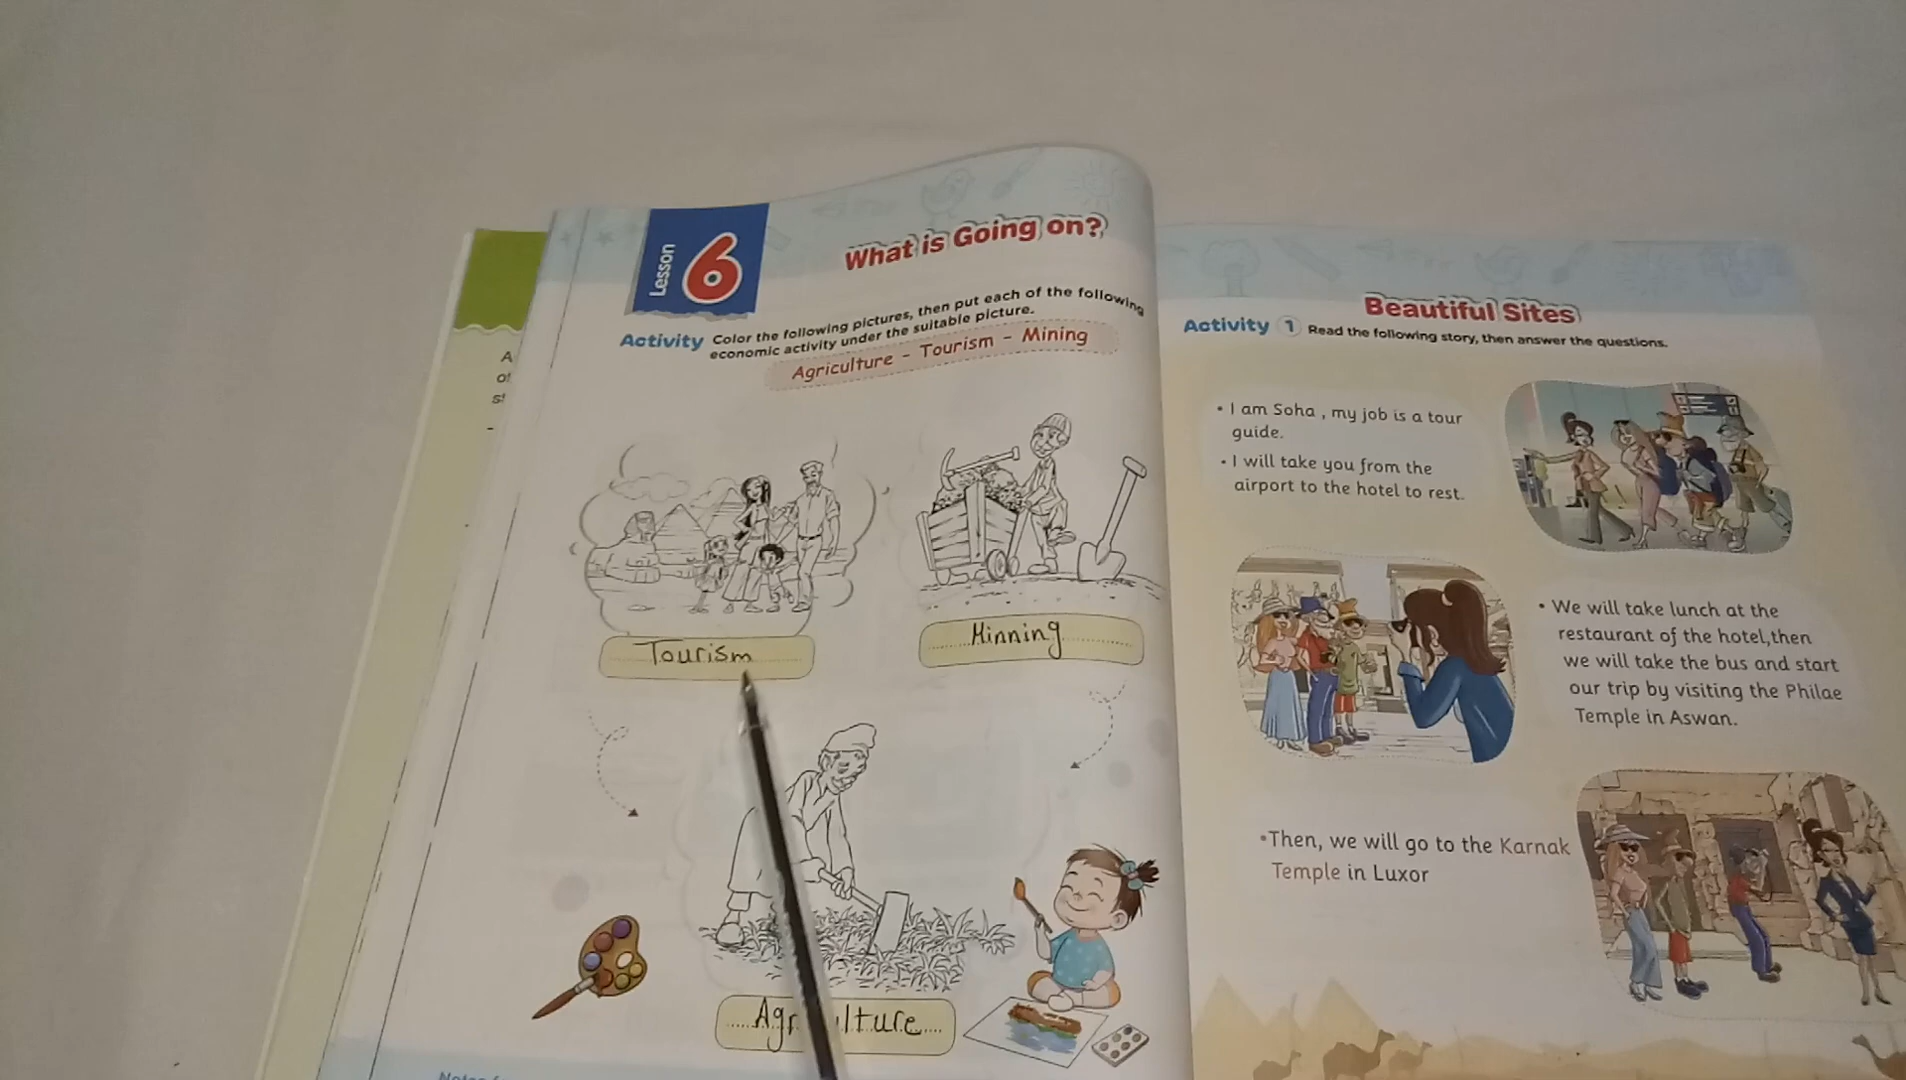 Lesson
6
What is Going on?
Activity Color the following pictures, then put each of the following
economic activity under the suitable picture.
Agriculture - Tourism - Mining
Tourism
Minning
Beautiful Sites
Activity 1 Read the following story, then answer the questions.
• I am Soha , my job is a tour
guide.
• I will take you from the
airport to the hotel to rest.
• We will take lunch at the
restaurant of the hotel,then
we will take the bus and start
our trip by visiting the Philae
Temple in Aswan.
•Then, we will go to the Karnak
Temple in Luxor